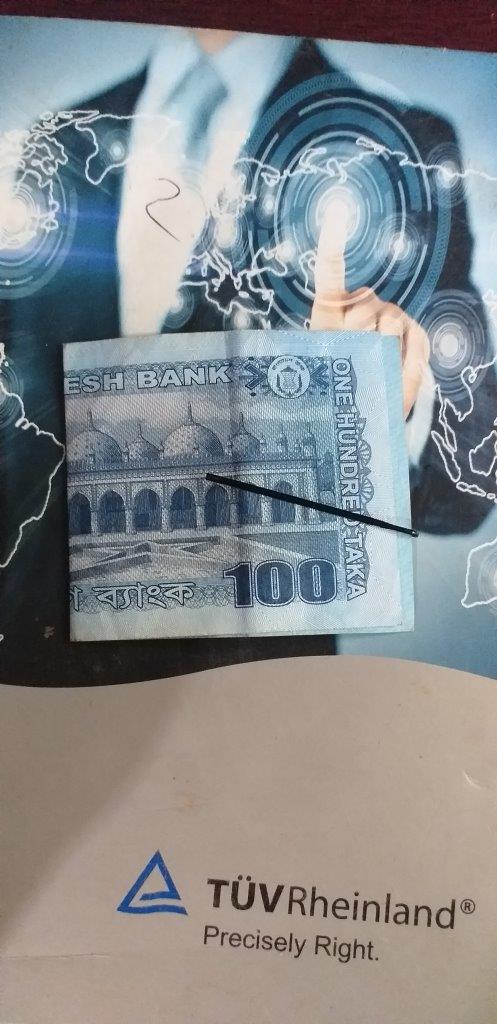 ESH BANK
ONE HUNDRED TAKA
ব্যাংক
100
TÜVRheinland®
Precisely Right.